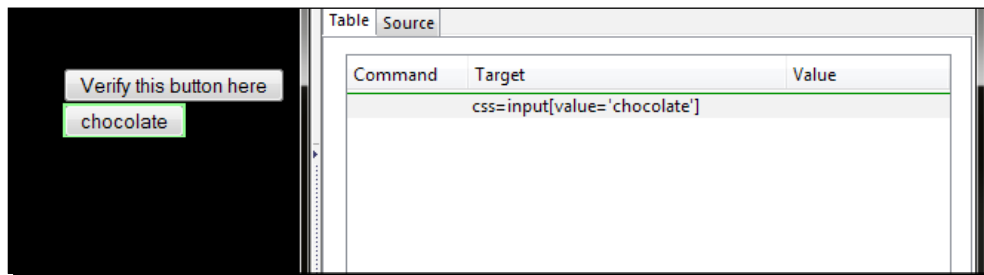 Table Source
Command Target Value
Verify this button here
css=input[value='chocolate']
chocolate